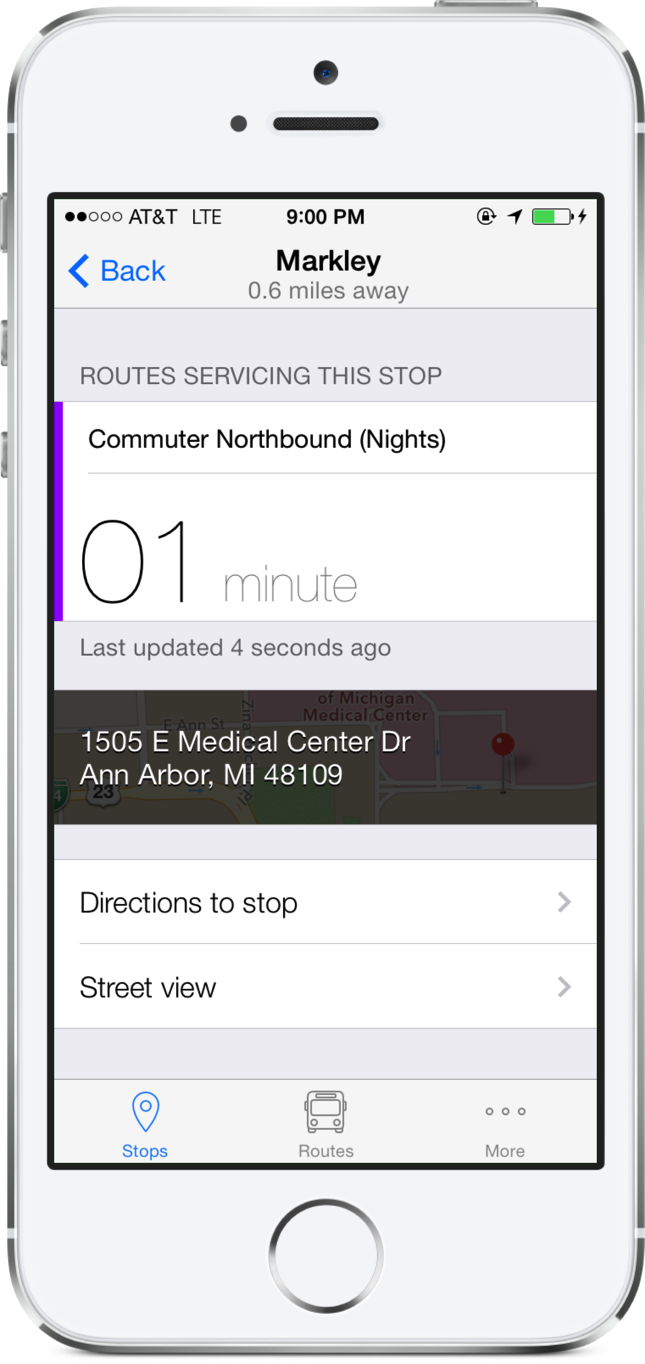 AT&T LTE 9:00 PM
Back
Markley
0.6 miles away
ROUTES SERVICING THIS STOP
Commuter Northbound (Nights)
01 minute
Last updated 4 seconds ago
of Michigan
Medical Center
E Ann St
1505 E Medical Center Dr
Ann Arbor, MI 48109
23
Directions to stop
Street view
Stops
Routes
More